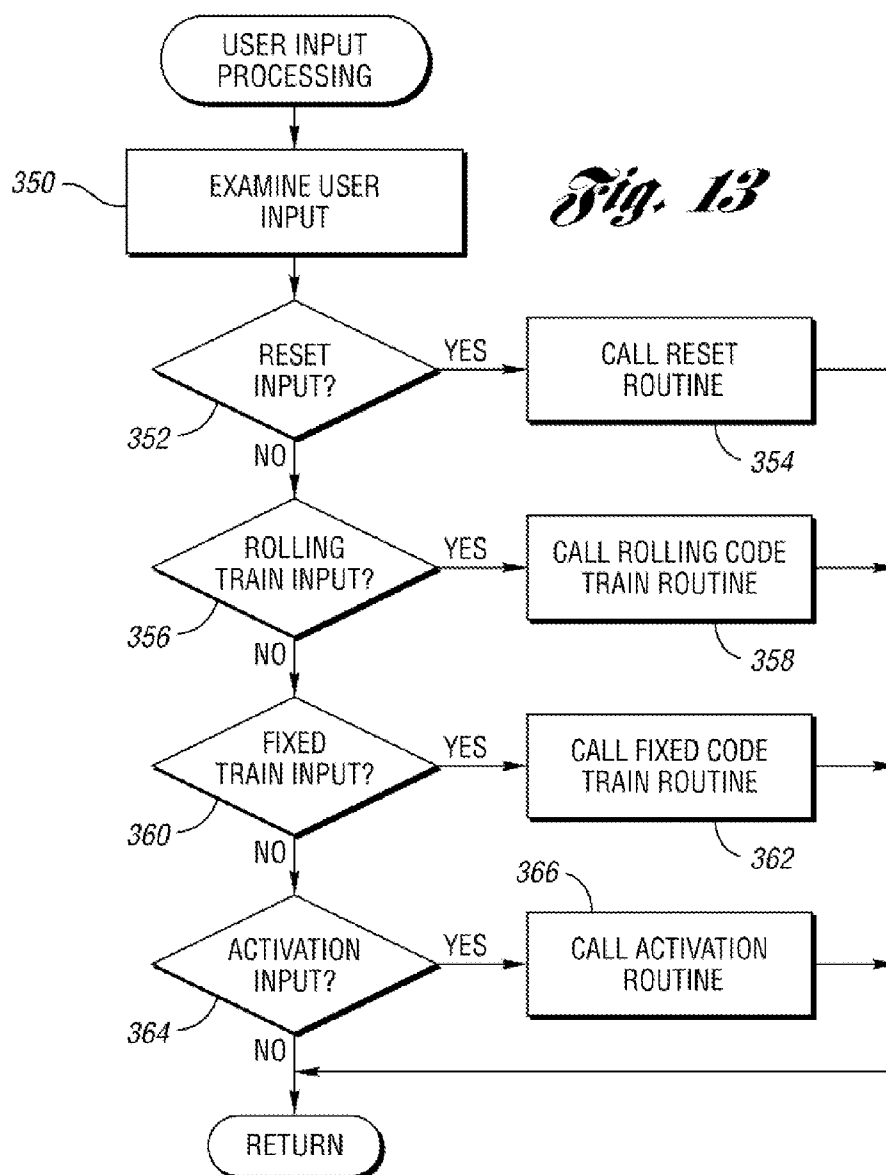 USER INPUT
PROCESSING
350
EXAMINE USER
INPUT
Fig. 13
RESET
INPUT?
YES
CALL RESET
ROUTINE
352
NO
354
ROLLING
TRAIN INPUT?
YES
CALL ROLLING CODE
TRAIN ROUTINE
356
NO
358
FIXED
TRAIN INPUT?
YES
CALL FIXED CODE
TRAIN ROUTINE
360
NO
362
366
ACTIVATION
INPUT?
YES
CALL ACTIVATION
ROUTINE
364
NO
RETURN